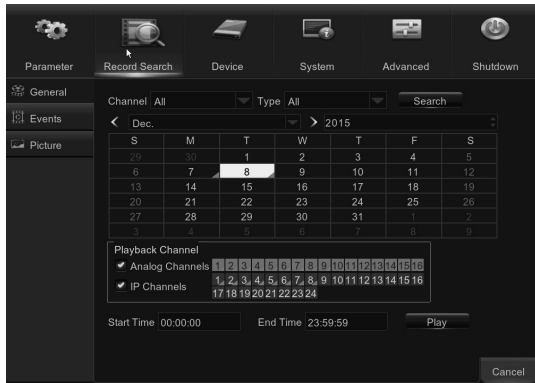 Parameter Record Search Device System Advanced Shutdown
General
Events
Picture
Channel All Type All Search
< Dec. > 2015
S M T W T F S
29 30 1 2 3 4 5
6 7 8 9 10 11 12
13 14 15 16 17 18 19
20 21 22 23 24 25 26
27 28 29 30 31 1 2
3 4 5 6 7 8 9
Playback Channel
Analog Channels 1 2 3 4 5 6 7 8 9 10 11 12 13 14 15 16
IP Channels 1 2 3 4 5 6 7 8 9 10 11 12 13 14 15 16
17 18 19 20 21 22 23 24
Start Time 00:00:00 End Time 23:59:59 Play
Cancel